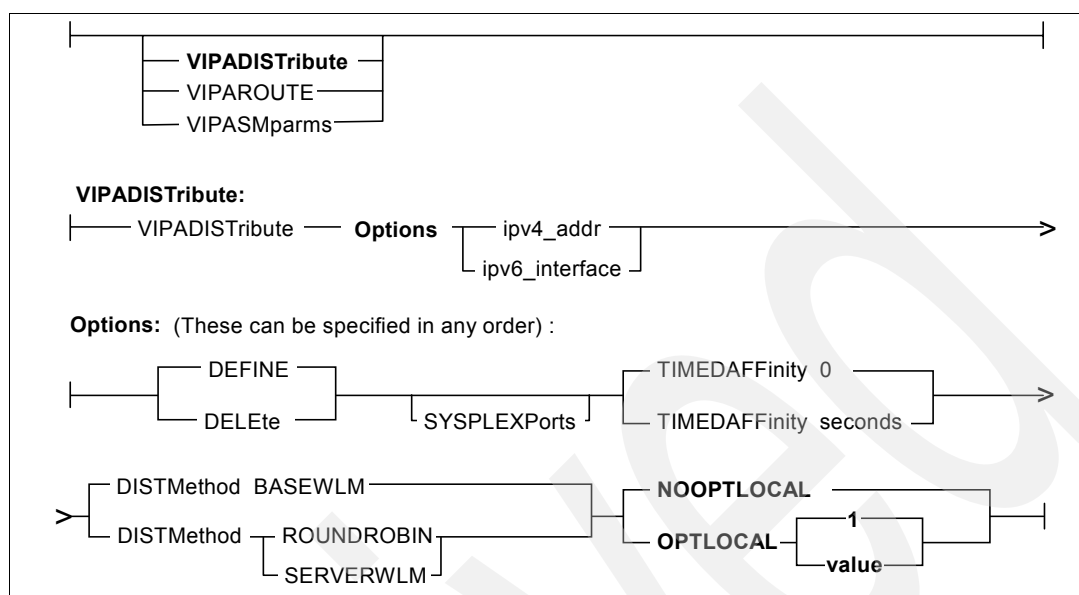 VIPADISTribute
VIPAROUTE
VIPASMparms
VIPADISTribute:
VIPADISTribute Options ipv4_addr
ipv6_interface
Options: (These can be specified in any order) :
DEFINE TIMEDAFFinity 0
DELEte SYSPLEXPorts TIMEDAFFinity seconds
DISTMethod BASEWLM NOOPTLOCAL
DISTMethod ROUNDROBIN OPTLOCAL 1
SERVERWLM value